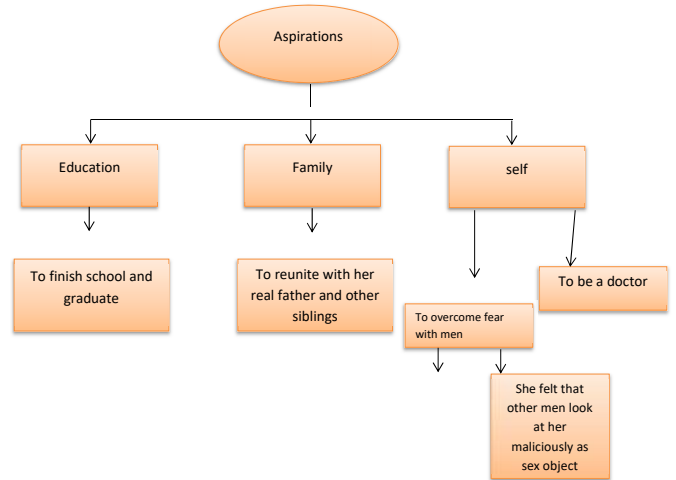 Aspirations
Education
Family
self
To finish school and
graduate
To reunite with her
real father and other
siblings
To be a doctor
To overcome fear
with men
She felt that
other men look
at her
maliciously as
sex object